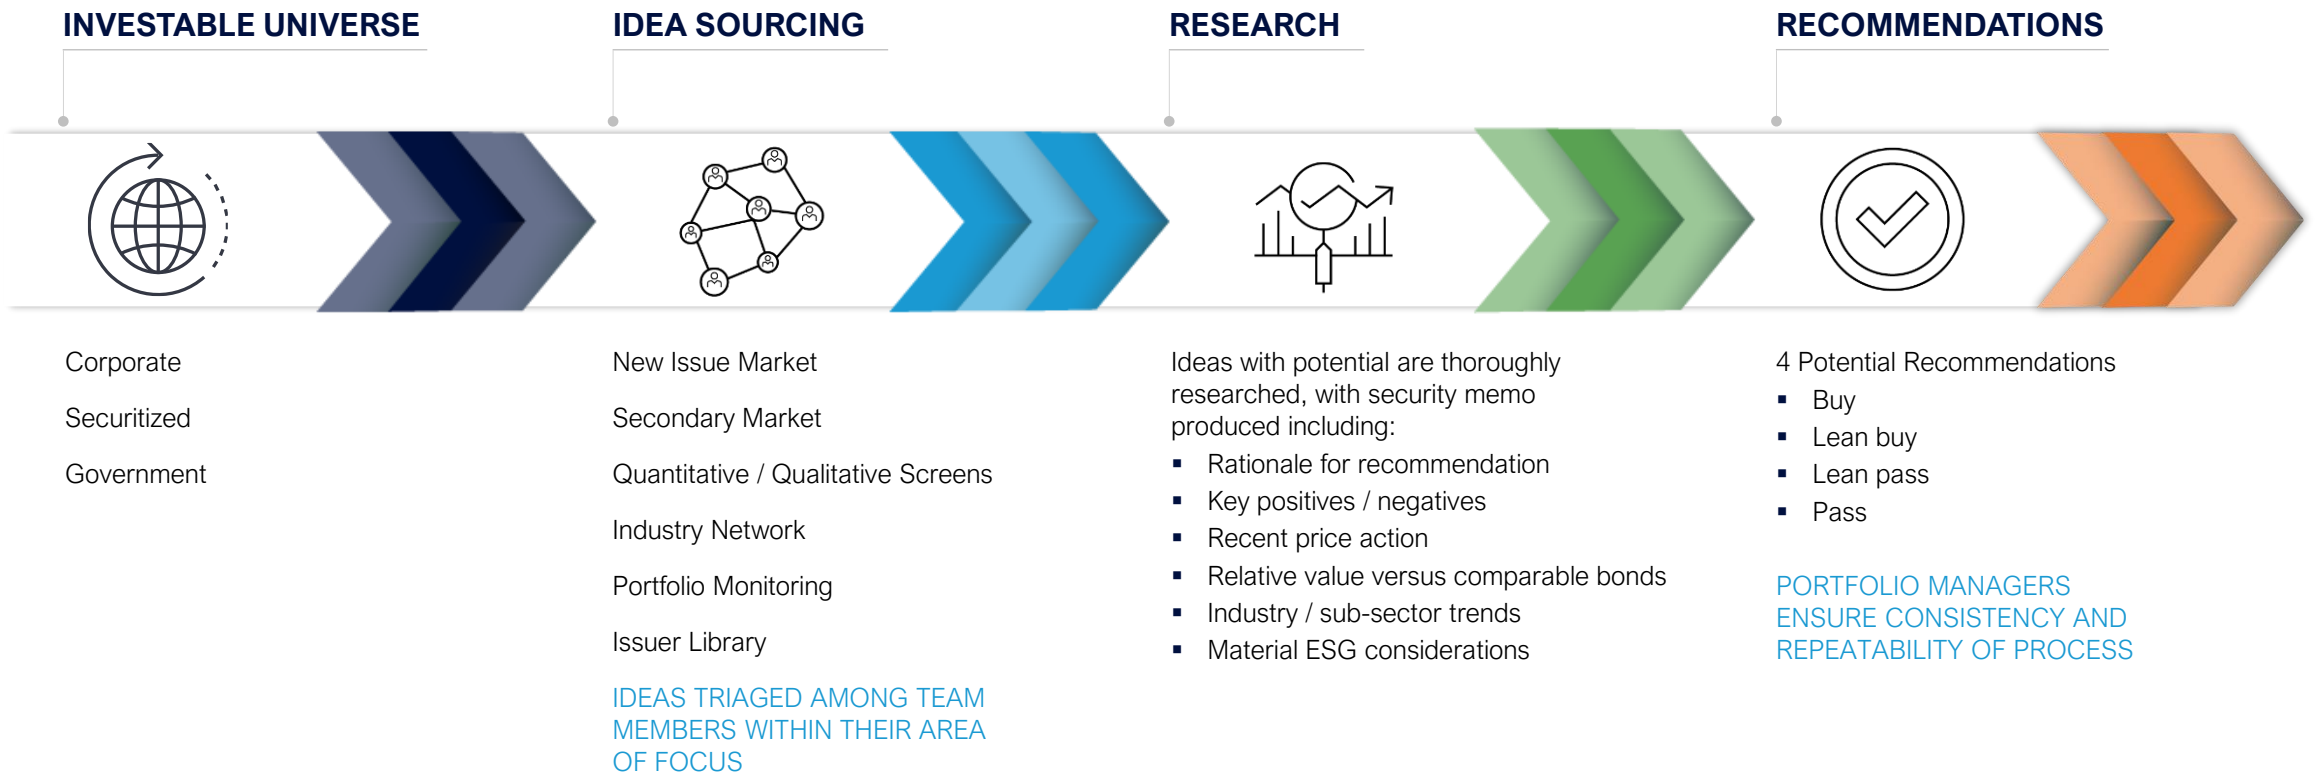 INVESTABLE UNIVERSE
Corporate
Securitized
Government
IDEA SOURCING
New Issue Market
Secondary Market
Quantitative / Qualitative Screens
Industry Network
Portfolio Monitoring
Issuer Library
IDEAS TRIAGED AMONG TEAM
MEMBERS WITHIN THEIR AREA
OF FOCUS
RESEARCH
Ideas with potential are thoroughly
researched, with security memo
produced including:
▪ Rationale for recommendation
▪ Key positives / negatives
▪ Recent price action
▪ Relative value versus comparable bonds
▪ Industry / sub-sector trends
▪ Material ESG considerations
RECOMMENDATIONS
4 Potential Recommendations
▪ Buy
▪ Lean buy
▪ Lean pass
▪ Pass
PORTFOLIO MANAGERS
ENSURE CONSISTENCY AND
REPEATABILITY OF PROCESS